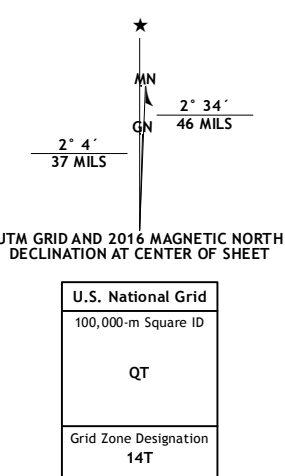 ★
MN
2° 34´
46 MILS
GN
2° 4´
37 MILS
UTM GRID AND 2016 MAGNETIC NORTH
DECLINATION AT CENTER OF SHEET
U.S. National Grid
100,000-m Square ID
QT
Grid Zone Designation
14T